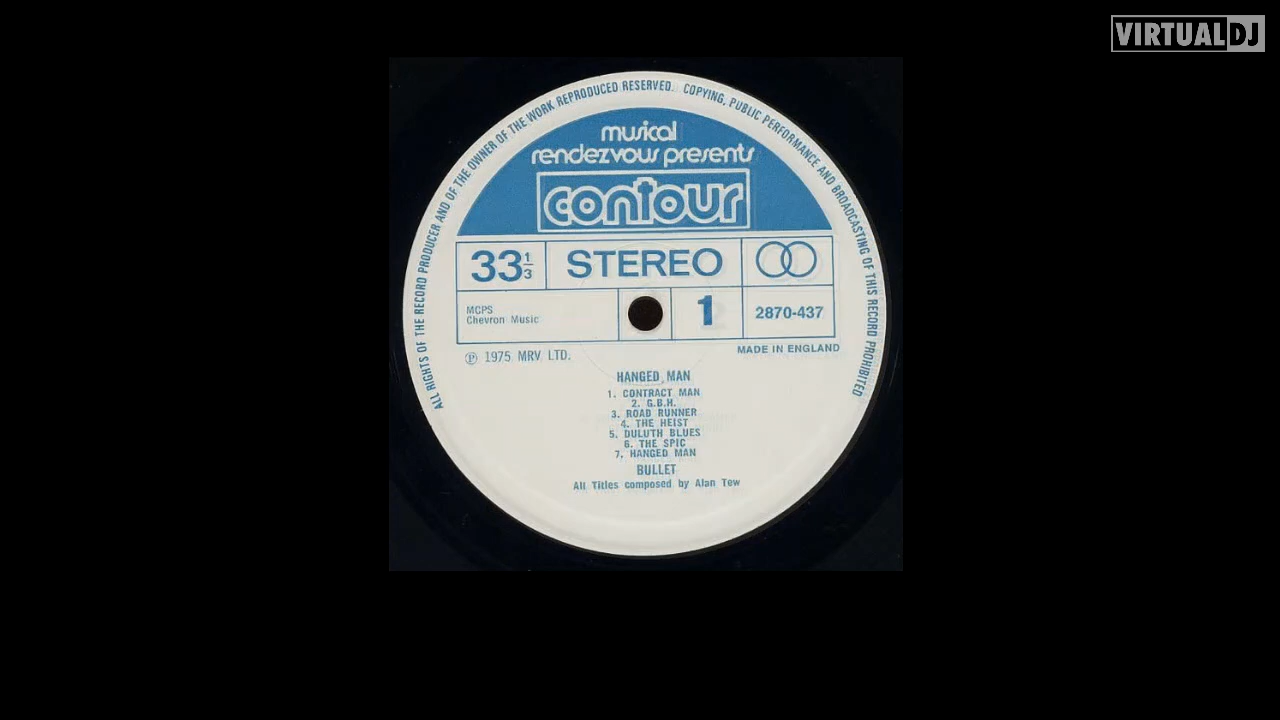 VIRTUALDJ
ALL RIGHTS OF THE RECORD PRODUCER AND OF THE OWNER OF THE WORK REPRODUCED RESERVED. COPYING, PUBLIC PERFORMANCE AND BROADCASTING OF THIS RECORD PROHIBITED
musical
rendezvous presents
contour
33 1/3 STEREO
MCPS
Chevron Music
1 2870-437
℗ 1975 MRV LTD.
MADE IN ENGLAND
HANGED MAN
1. CONTRACT MAN
2. G.B.H.
3. ROAD RUNNER
4. THE HEIST
5. DULUTH BLUES
6. THE SPIC
7. HANGED MAN
BULLET
All Titles composed by Alan Tew